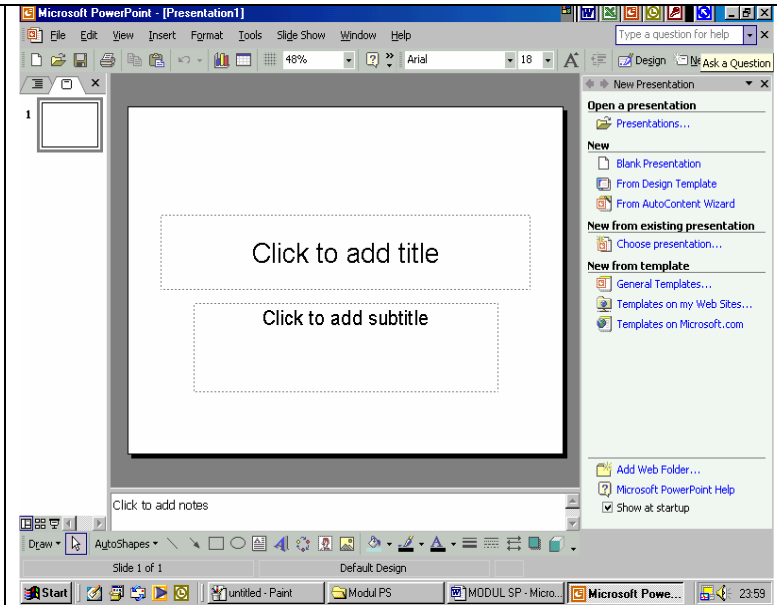 Microsoft PowerPoint - [Presentation1]
File Edit View Insert Format Tools Slide Show Window Help
Type a question for help
48% Arial 18 A Design Ne
Ask a Question
New Presentation
1
Open a presentation
Presentations...
New
Blank Presentation
From Design Template
From AutoContent Wizard
New from existing presentation
Choose presentation...
New from template
General Templates...
Templates on my Web Sites...
Templates on Microsoft.com
Click to add title
Click to add subtitle
Add Web Folder...
Microsoft PowerPoint Help
Show at startup
Click to add notes
Draw AutoShapes
Slide 1 of 1 Default Design
Start untitled - Paint Modul PS MODUL SP - Micro... Microsoft Powe... 23:59